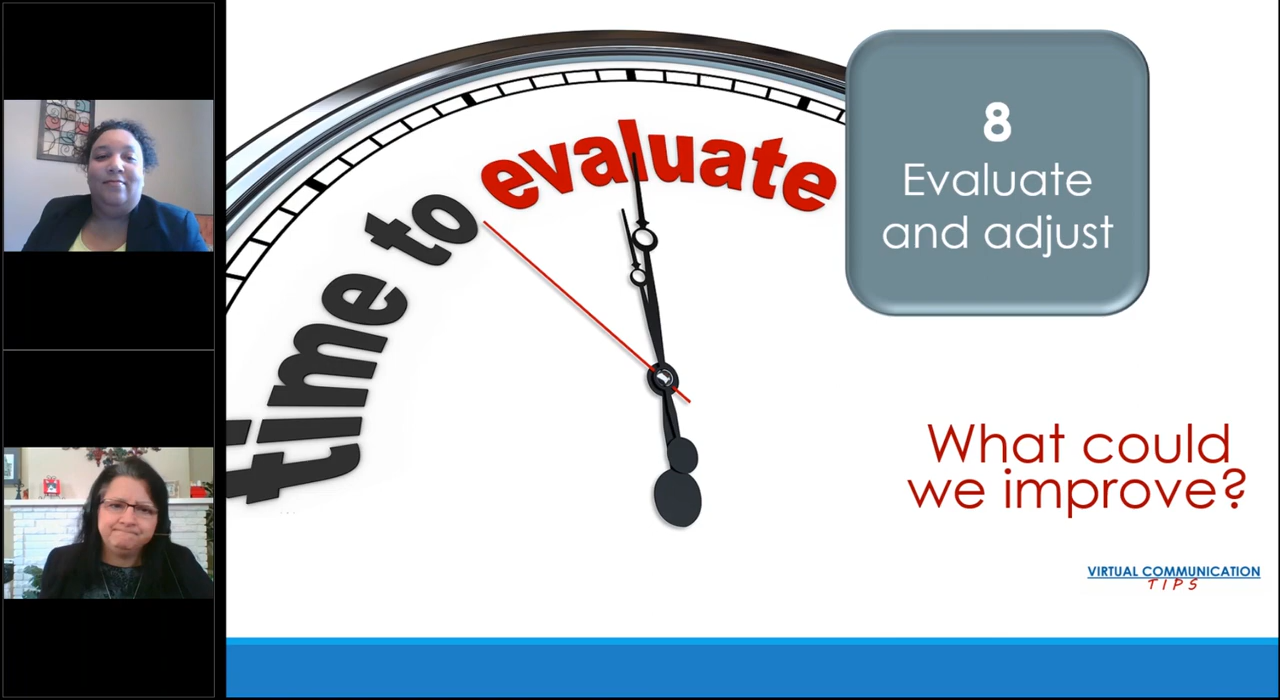 time to evaluate
8
Evaluate
and adjust
What could
we improve?
VIRTUAL COMMUNICATION
TIPS